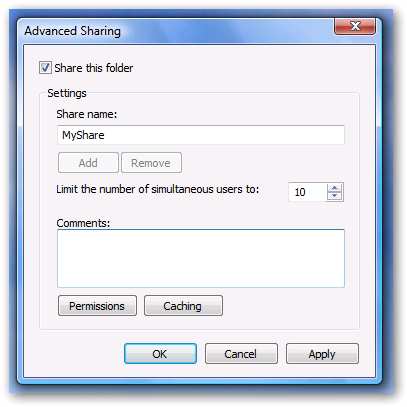 Advanced Sharing
Share this folder
Settings
Share name:
MyShare
Add Remove
Limit the number of simultaneous users to: 10
Comments:
Permissions Caching
OK Cancel Apply